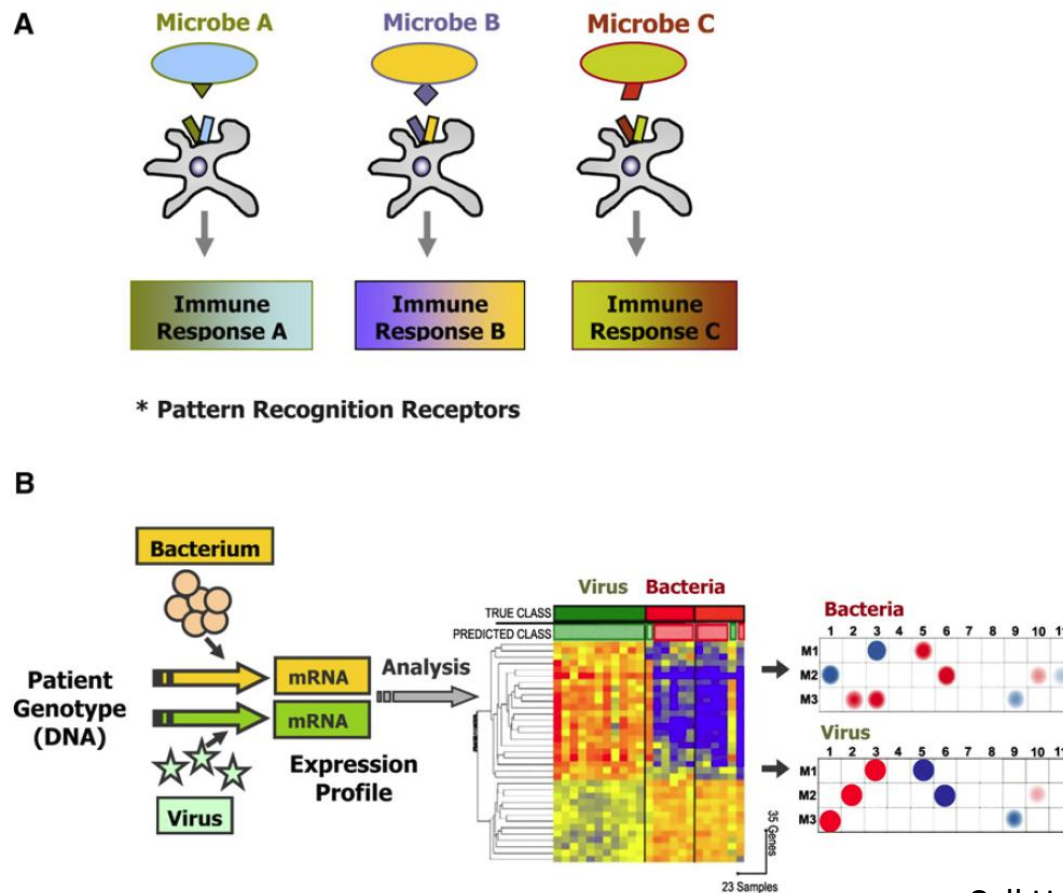 A
Microbe A
Microbe B
Microbe C
Immune
Response A
Immune
Response B
Immune
Response C
* Pattern Recognition Receptors
B
Bacterium
Patient
Genotype
(DNA)
mRNA
mRNA
Analysis
Expression
Profile
Virus
Virus Bacteria
TRUE CLASS
PREDICTED CLASS
35 Genes
23 Samples
Bacteria
1 2 3 4 5 6 7 8 9 10
M1
M2
M3
Virus
1 2 3 4 5 6 7 8 9 10
M1
M2
M3